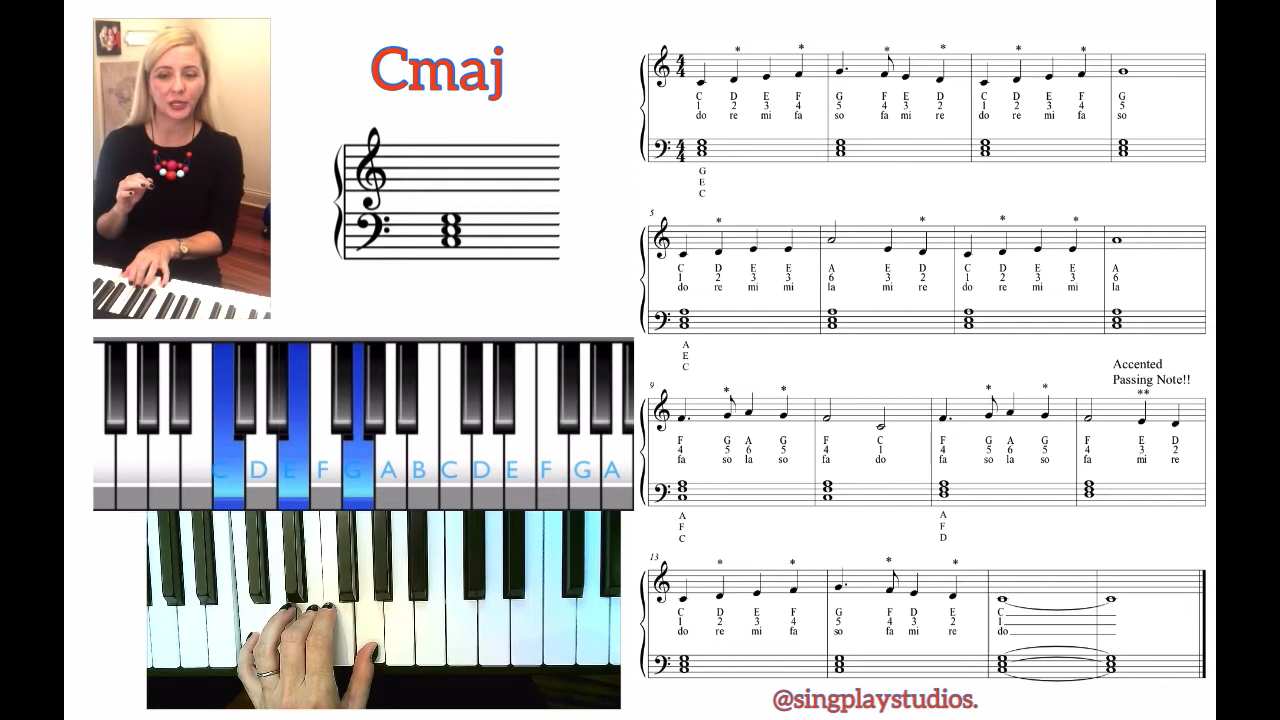 Cmaj
C D E F G A B C D E F G A
* * * * * *
C D E F G F E D C D E F G
1 2 3 4 5 4 3 2 1 2 3 4 5
do re mi fa so fa mi re do re mi fa so
G
E
C
5
* * * *
C D E E A E D C D E E A
1 2 3 3 6 3 2 1 2 3 3 6
do re mi mi la mi re do re mi mi la
A
E
C
Accented
Passing Note!!
9
* * * * **
F G A G F C F G A G F E D
4 5 6 5 4 1 4 5 6 5 4 3 2
fa so la so fa do fa so la so fa mi re
A A
F F
C D
13
* * * *
C D E F G F D E C
1 2 3 4 5 4 3 2 1
do re mi fa so fa mi re do
@singplaystudios.